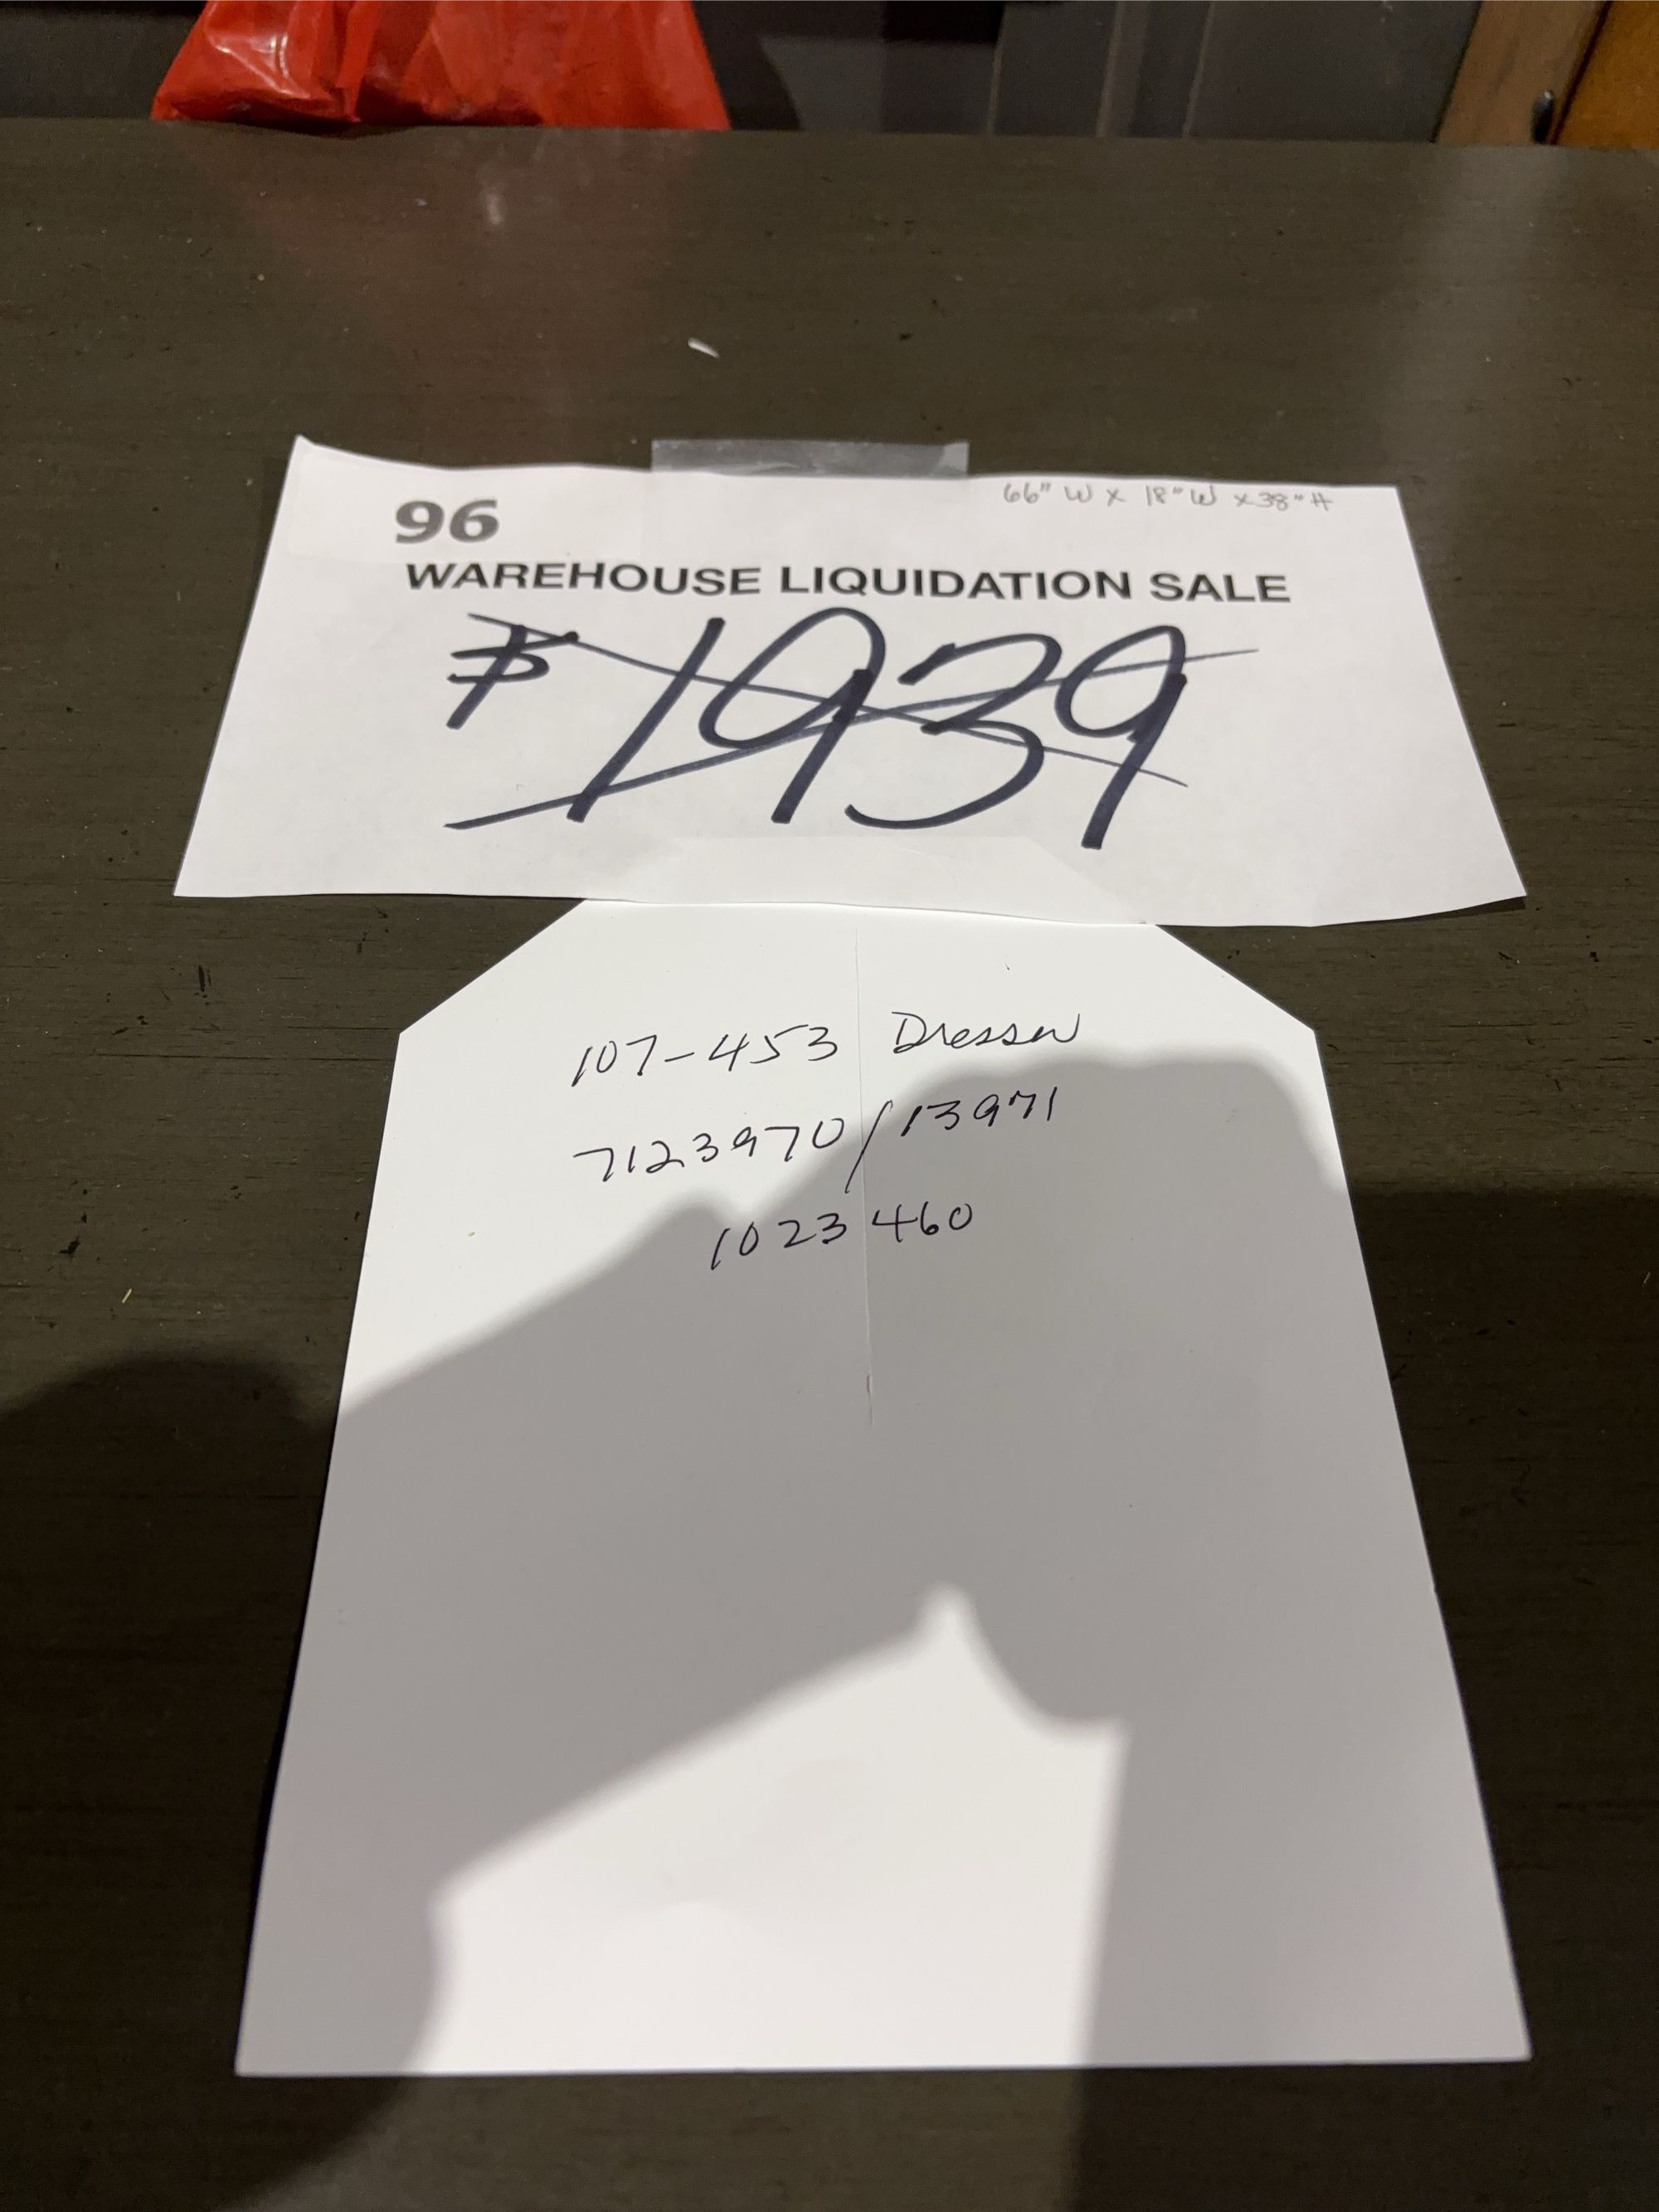 66" W x 18" W x 38" H
96
WAREHOUSE LIQUIDATION SALE
$1939
107-453 Dresser
7123970/13971
1023460